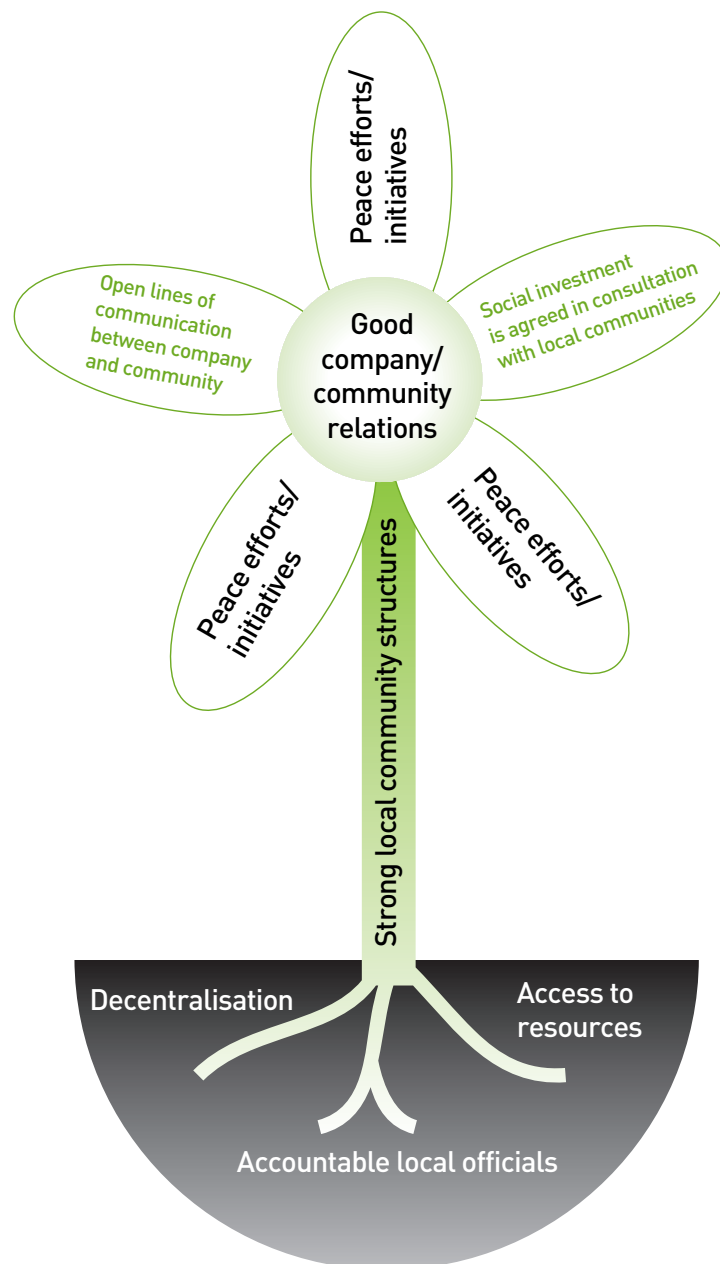 Peace efforts/
initiatives
Open lines of
communication
between company
and community
Social investment
is agreed in consultation
with local communities
Good
company/
community
relations
Peace efforts/
initiatives
Peace efforts/
initiatives
Strong local community structures
Decentralisation
Access to
resources
Accountable local officials